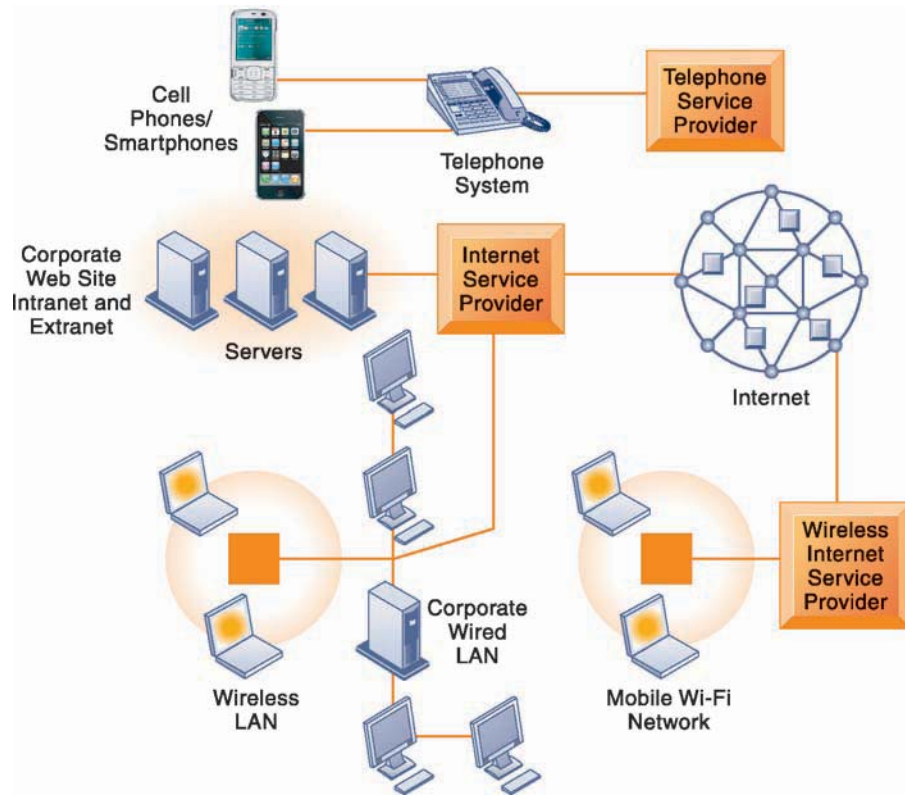 Cell
Phones/
Smartphones
Telephone
System
Telephone
Service
Provider
Corporate
Web Site
Intranet and
Extranet
Servers
Internet
Service
Provider
Internet
Wireless
LAN
Corporate
Wired
LAN
Mobile Wi-Fi
Network
Wireless
Internet
Service
Provider